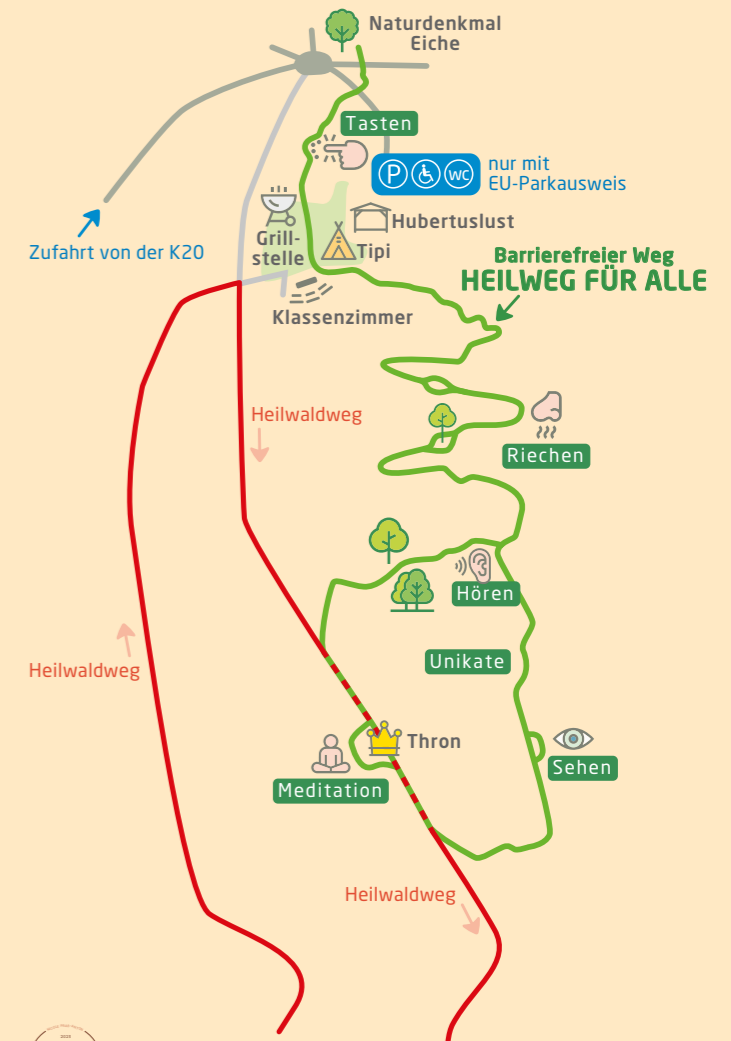 Naturdenkmal
Eiche
Tasten
P
WC
nur mit
EU-Parkausweis
Hubertuslust
Grill-
stelle
Tipi
Zufahrt von der K20
Barrierefreier Weg
HEILWEG FÜR ALLE
Klassenzimmer
Heilwaldweg
Riechen
Hören
Unikate
Heilwaldweg
Thron
Sehen
Meditation
Heilwaldweg